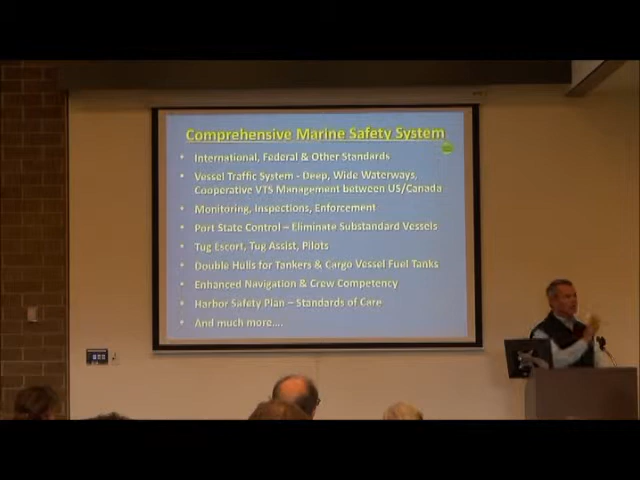 Comprehensive Marine Safety System
• International, Federal & Other Standards
• Vessel Traffic System - Deep, Wide Waterways,
Cooperative VTS Management between US/Canada
• Monitoring, Inspections, Enforcement
• Port State Control – Eliminate Substandard Vessels
• Tug Escort, Tug Assist, Pilots
• Double Hulls for Tankers & Cargo Vessel Fuel Tanks
• Enhanced Navigation & Crew Competency
• Harbor Safety Plan – Standards of Care
• And much more....